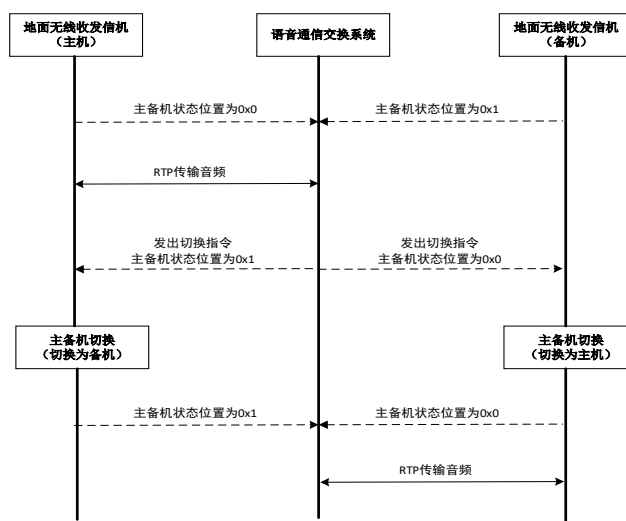 地面无线收发信机
（主机）
语音通信交换系统
地面无线收发信机
（备机）
主备机状态位置为0x0
主备机状态位置为0x1
RTP传输音频
发出切换指令
主备机状态位置为0x1
发出切换指令
主备机状态位置为0x0
主备机切换
（切换为备机）
主备机切换
（切换为主机）
主备机状态位置为0x1
主备机状态位置为0x0
RTP传输音频